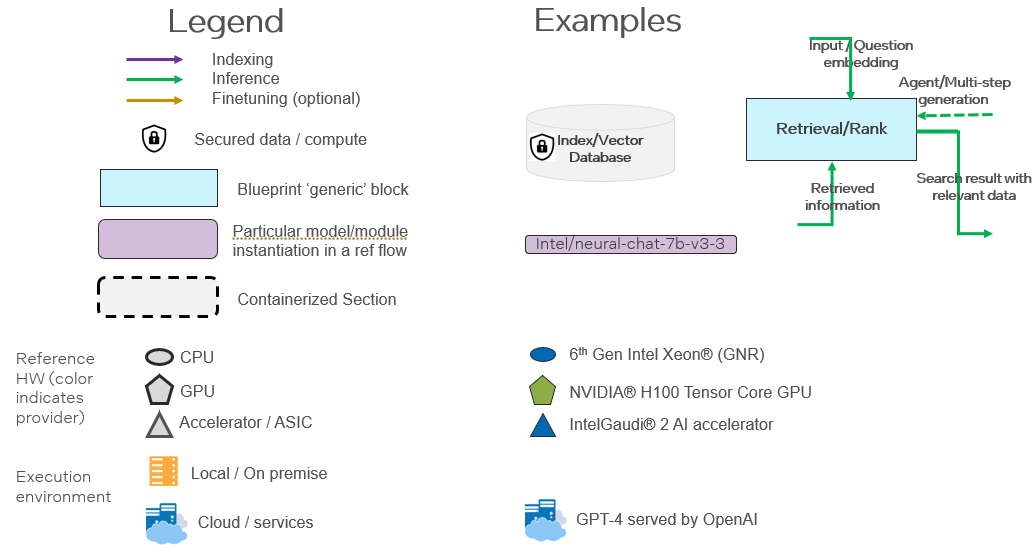 Legend
Indexing
Inference
Finetuning (optional)
Secured data / compute
Blueprint ‘generic’ block
Particular model/module
instantiation in a ref flow
Containerized Section
Reference
HW (color
indicates
provider)
CPU
GPU
Accelerator / ASIC
Execution
environment
Local / On premise
Cloud / services
Examples
Index/Vector
Database
Input / Question
embedding
Agent/Multi-step
generation
Retrieval/Rank
Retrieved
information
Search result with
relevant data
Intel/neural-chat-7b-v3-3
6th Gen Intel Xeon® (GNR)
NVIDIA® H100 Tensor Core GPU
IntelGaudi® 2 AI accelerator
GPT-4 served by OpenAI